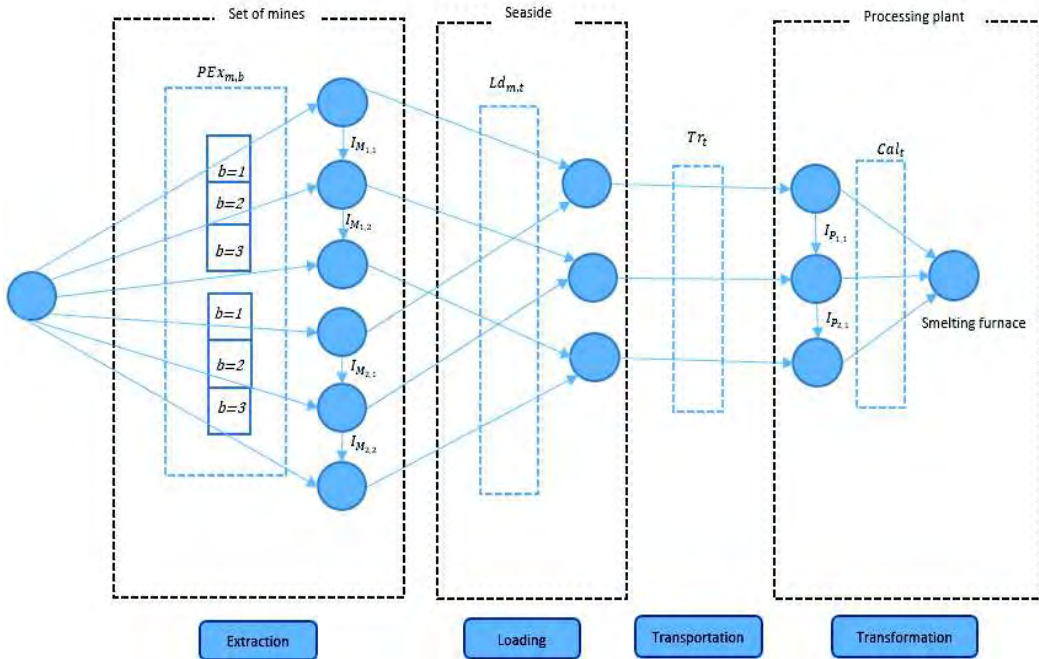 Set of mines
Seaside
Processing plant
PEx_{m,b}
Ld_{m,t}
Tr_t
Cal_t
I_{M_{1,1}}
b=1
b=2
I_{M_{1,2}}
b=3
I_{P_{1,1}}
b=1
I_{P_{2,1}}
Smelting furnace
b=2
I_{M_{2,1}}
b=3
I_{M_{2,2}}
Extraction
Loading
Transportation
Transformation